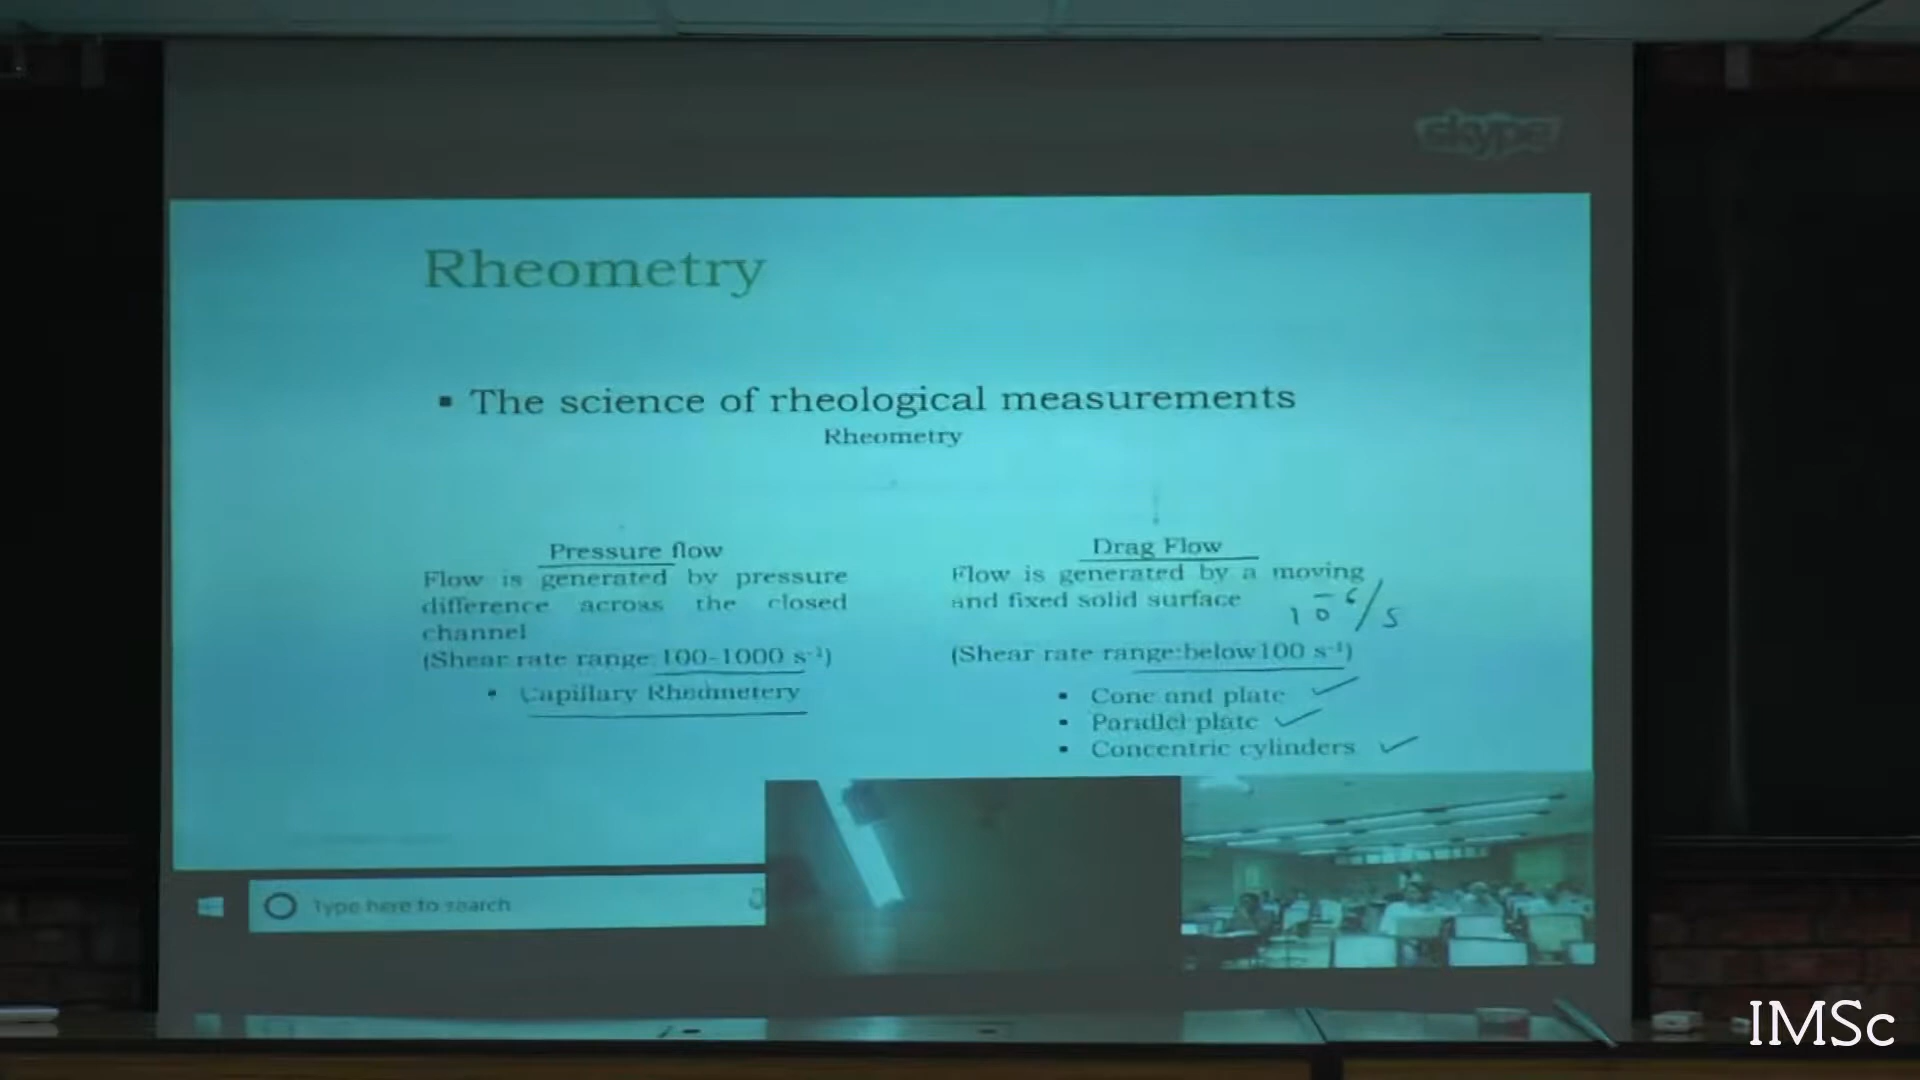 skype
Rheometry
▪ The science of rheological measurements
Rheometry
Pressure flow
Flow is generated by pressure
difference across the closed
channel
(Shear rate range: 100-1000 s⁻¹)
• Capillary
Drag Flow
Flow is generated by a moving
and fixed solid surface
10⁻⁶/s
(Shear rate range:below100 s⁻¹)
• Cone and plate ✓
• Parallel plate ✓
• Concentric cylinders ✓
Type here to search
IMSc